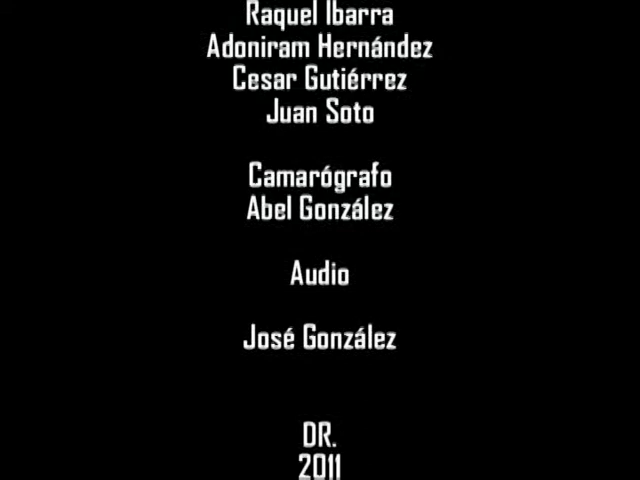 Raquel Ibarra
Adoniram Hernández
Cesar Gutiérrez
Juan Soto
Camarógrafo
Abel González
Audio
José González
DR.
2011